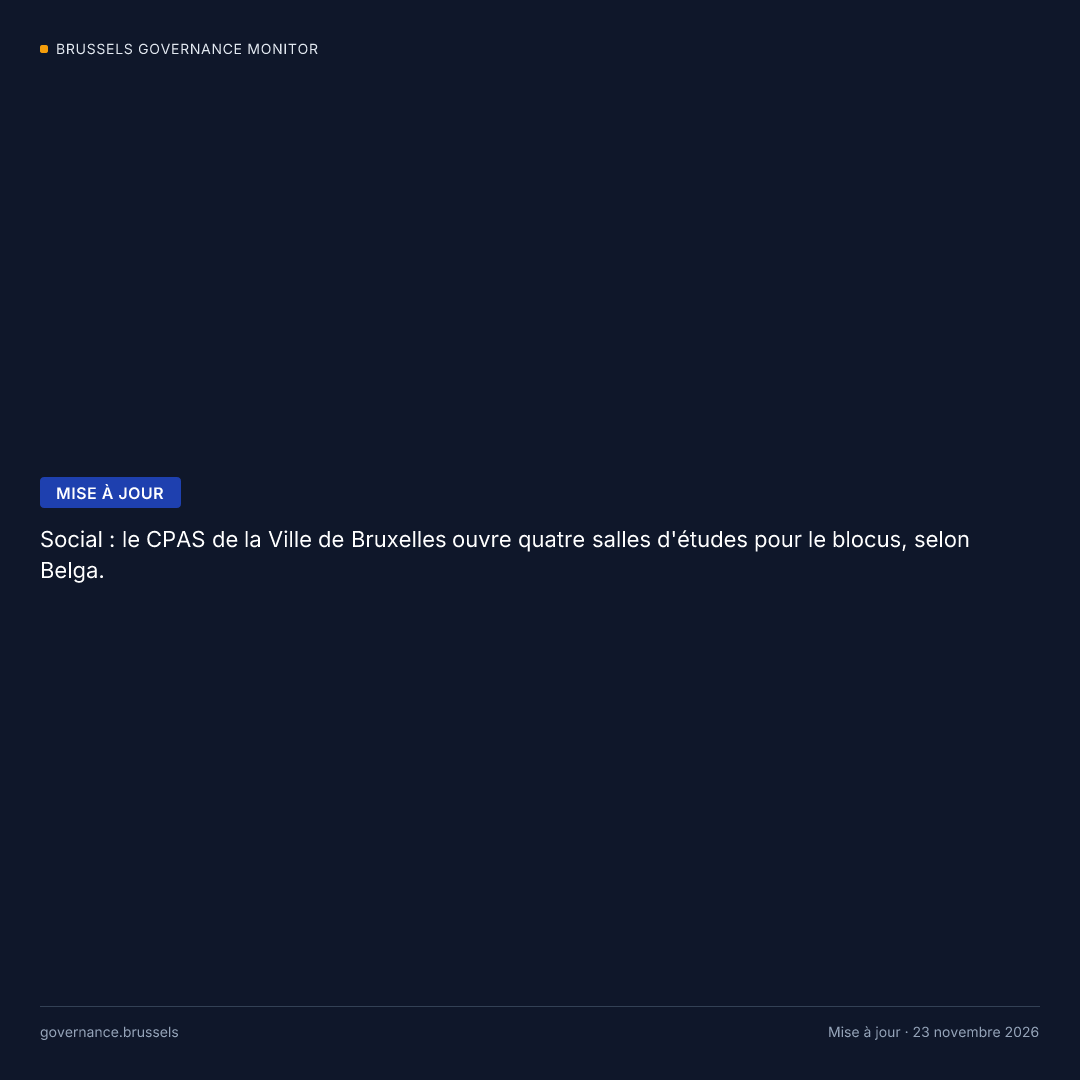 BRUSSELS GOVERNANCE MONITOR
MISE À JOUR
Social : le CPAS de la Ville de Bruxelles ouvre quatre salles d'études pour le blocus, selon
Belga.
governance.brussels
Mise à jour · 23 novembre 2026